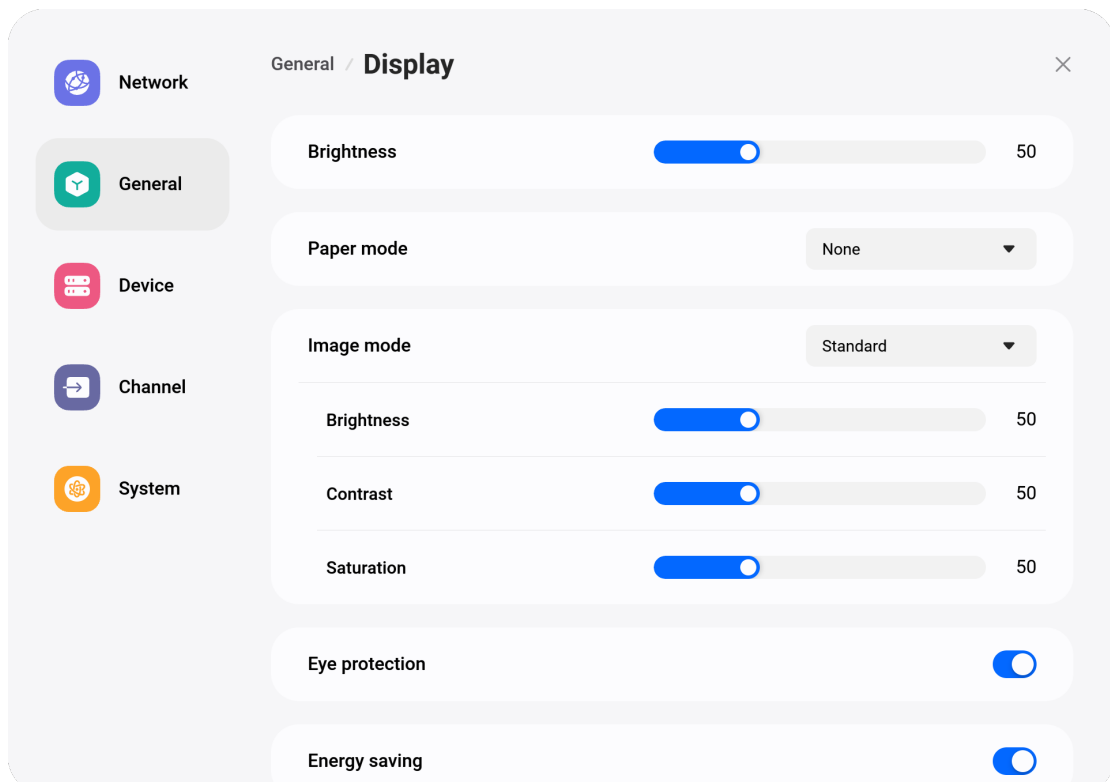 General / Display
Network
General
Device
Channel
System
Brightness 50
Paper mode None
Image mode Standard
Brightness 50
Contrast 50
Saturation 50
Eye protection
Energy saving